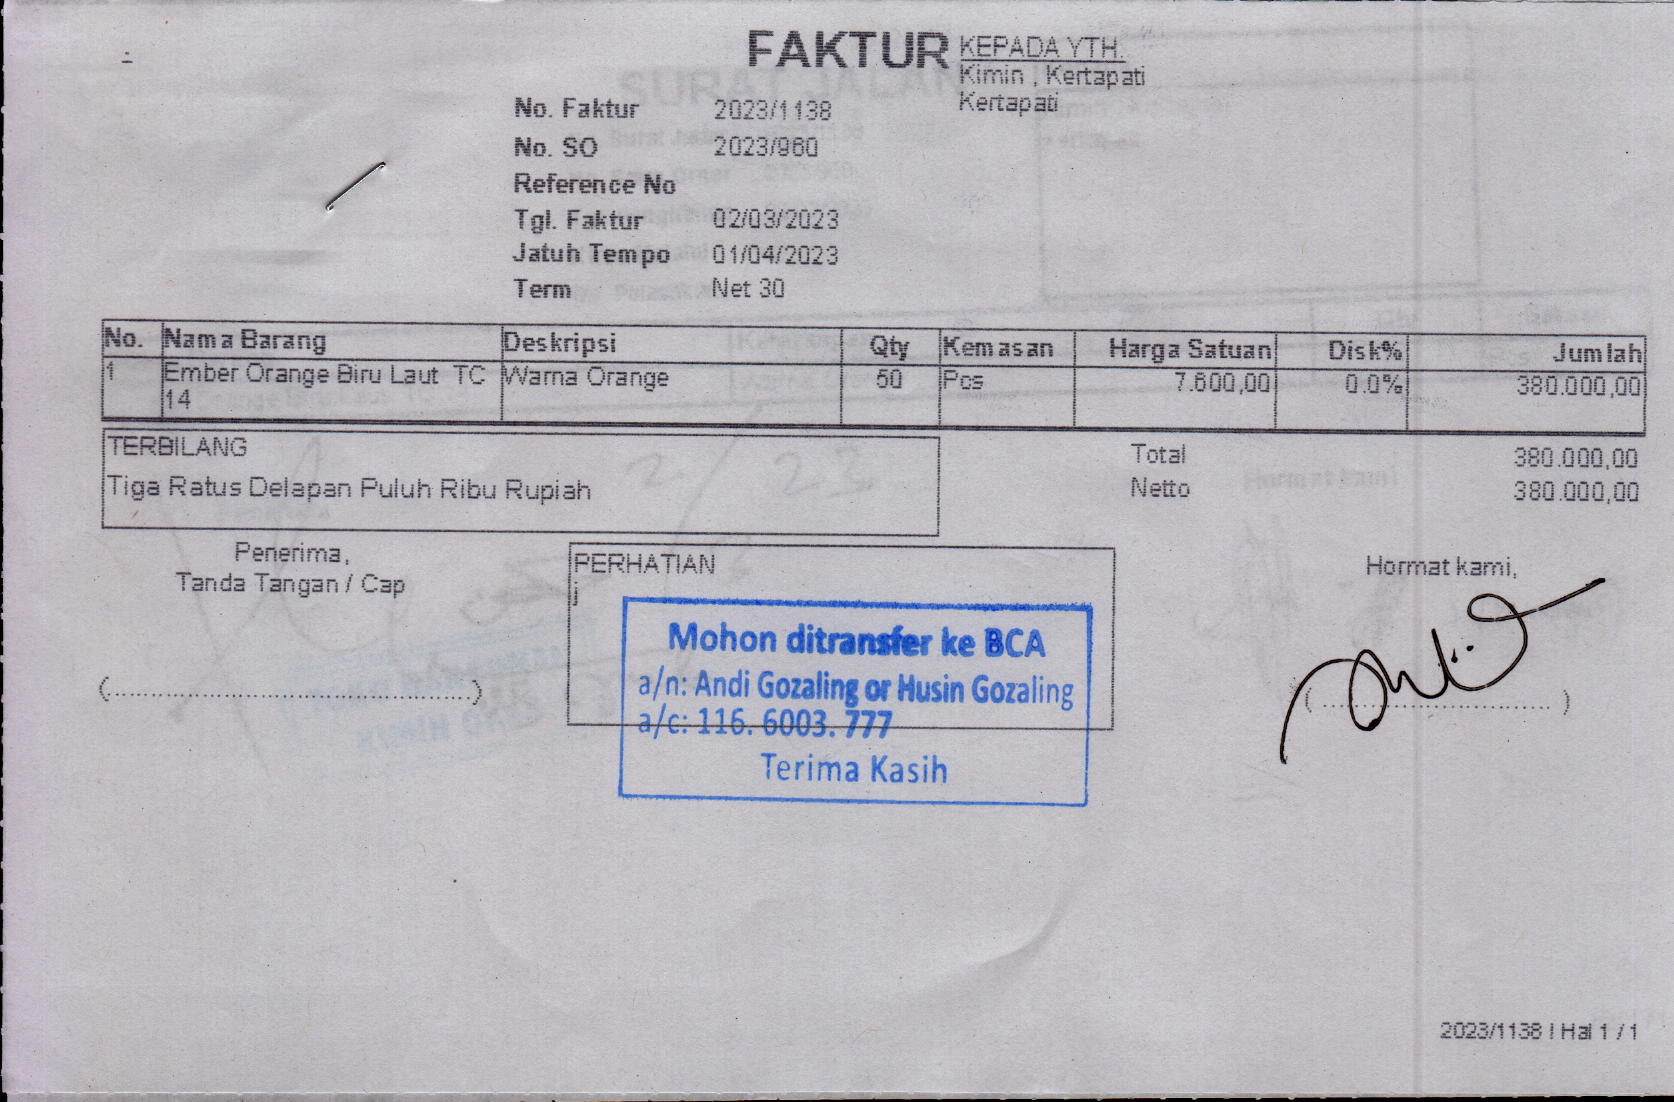 FAKTUR
KEPADA YTH.
Kimin , Kertapati
Kertapati
No. Faktur 2023/1138
No. SO 2023/960
Reference No
Tgl. Faktur 02/03/2023
Jatuh Tempo 01/04/2023
Term Net 30
No. Nama Barang Deskripsi Qty Kemasan Harga Satuan Disk% Jumlah
1 Ember Orange Biru Laut TC Warna Orange 50 Pcs 7.600,00 0.0% 380.000,00
14
TERBILANG
Tiga Ratus Delapan Puluh Ribu Rupiah
Total 380.000,00
Netto 380.000,00
Penerima,
Tanda Tangan / Cap
(................................................)
PERHATIAN
j
Mohon ditransfer ke BCA
a/n: Andi Gozaling or Husin Gozaling
a/c: 116. 6003. 777
Terima Kasih
Hormat kami,
(..............................)
2023/1138 | Hal 1 / 1